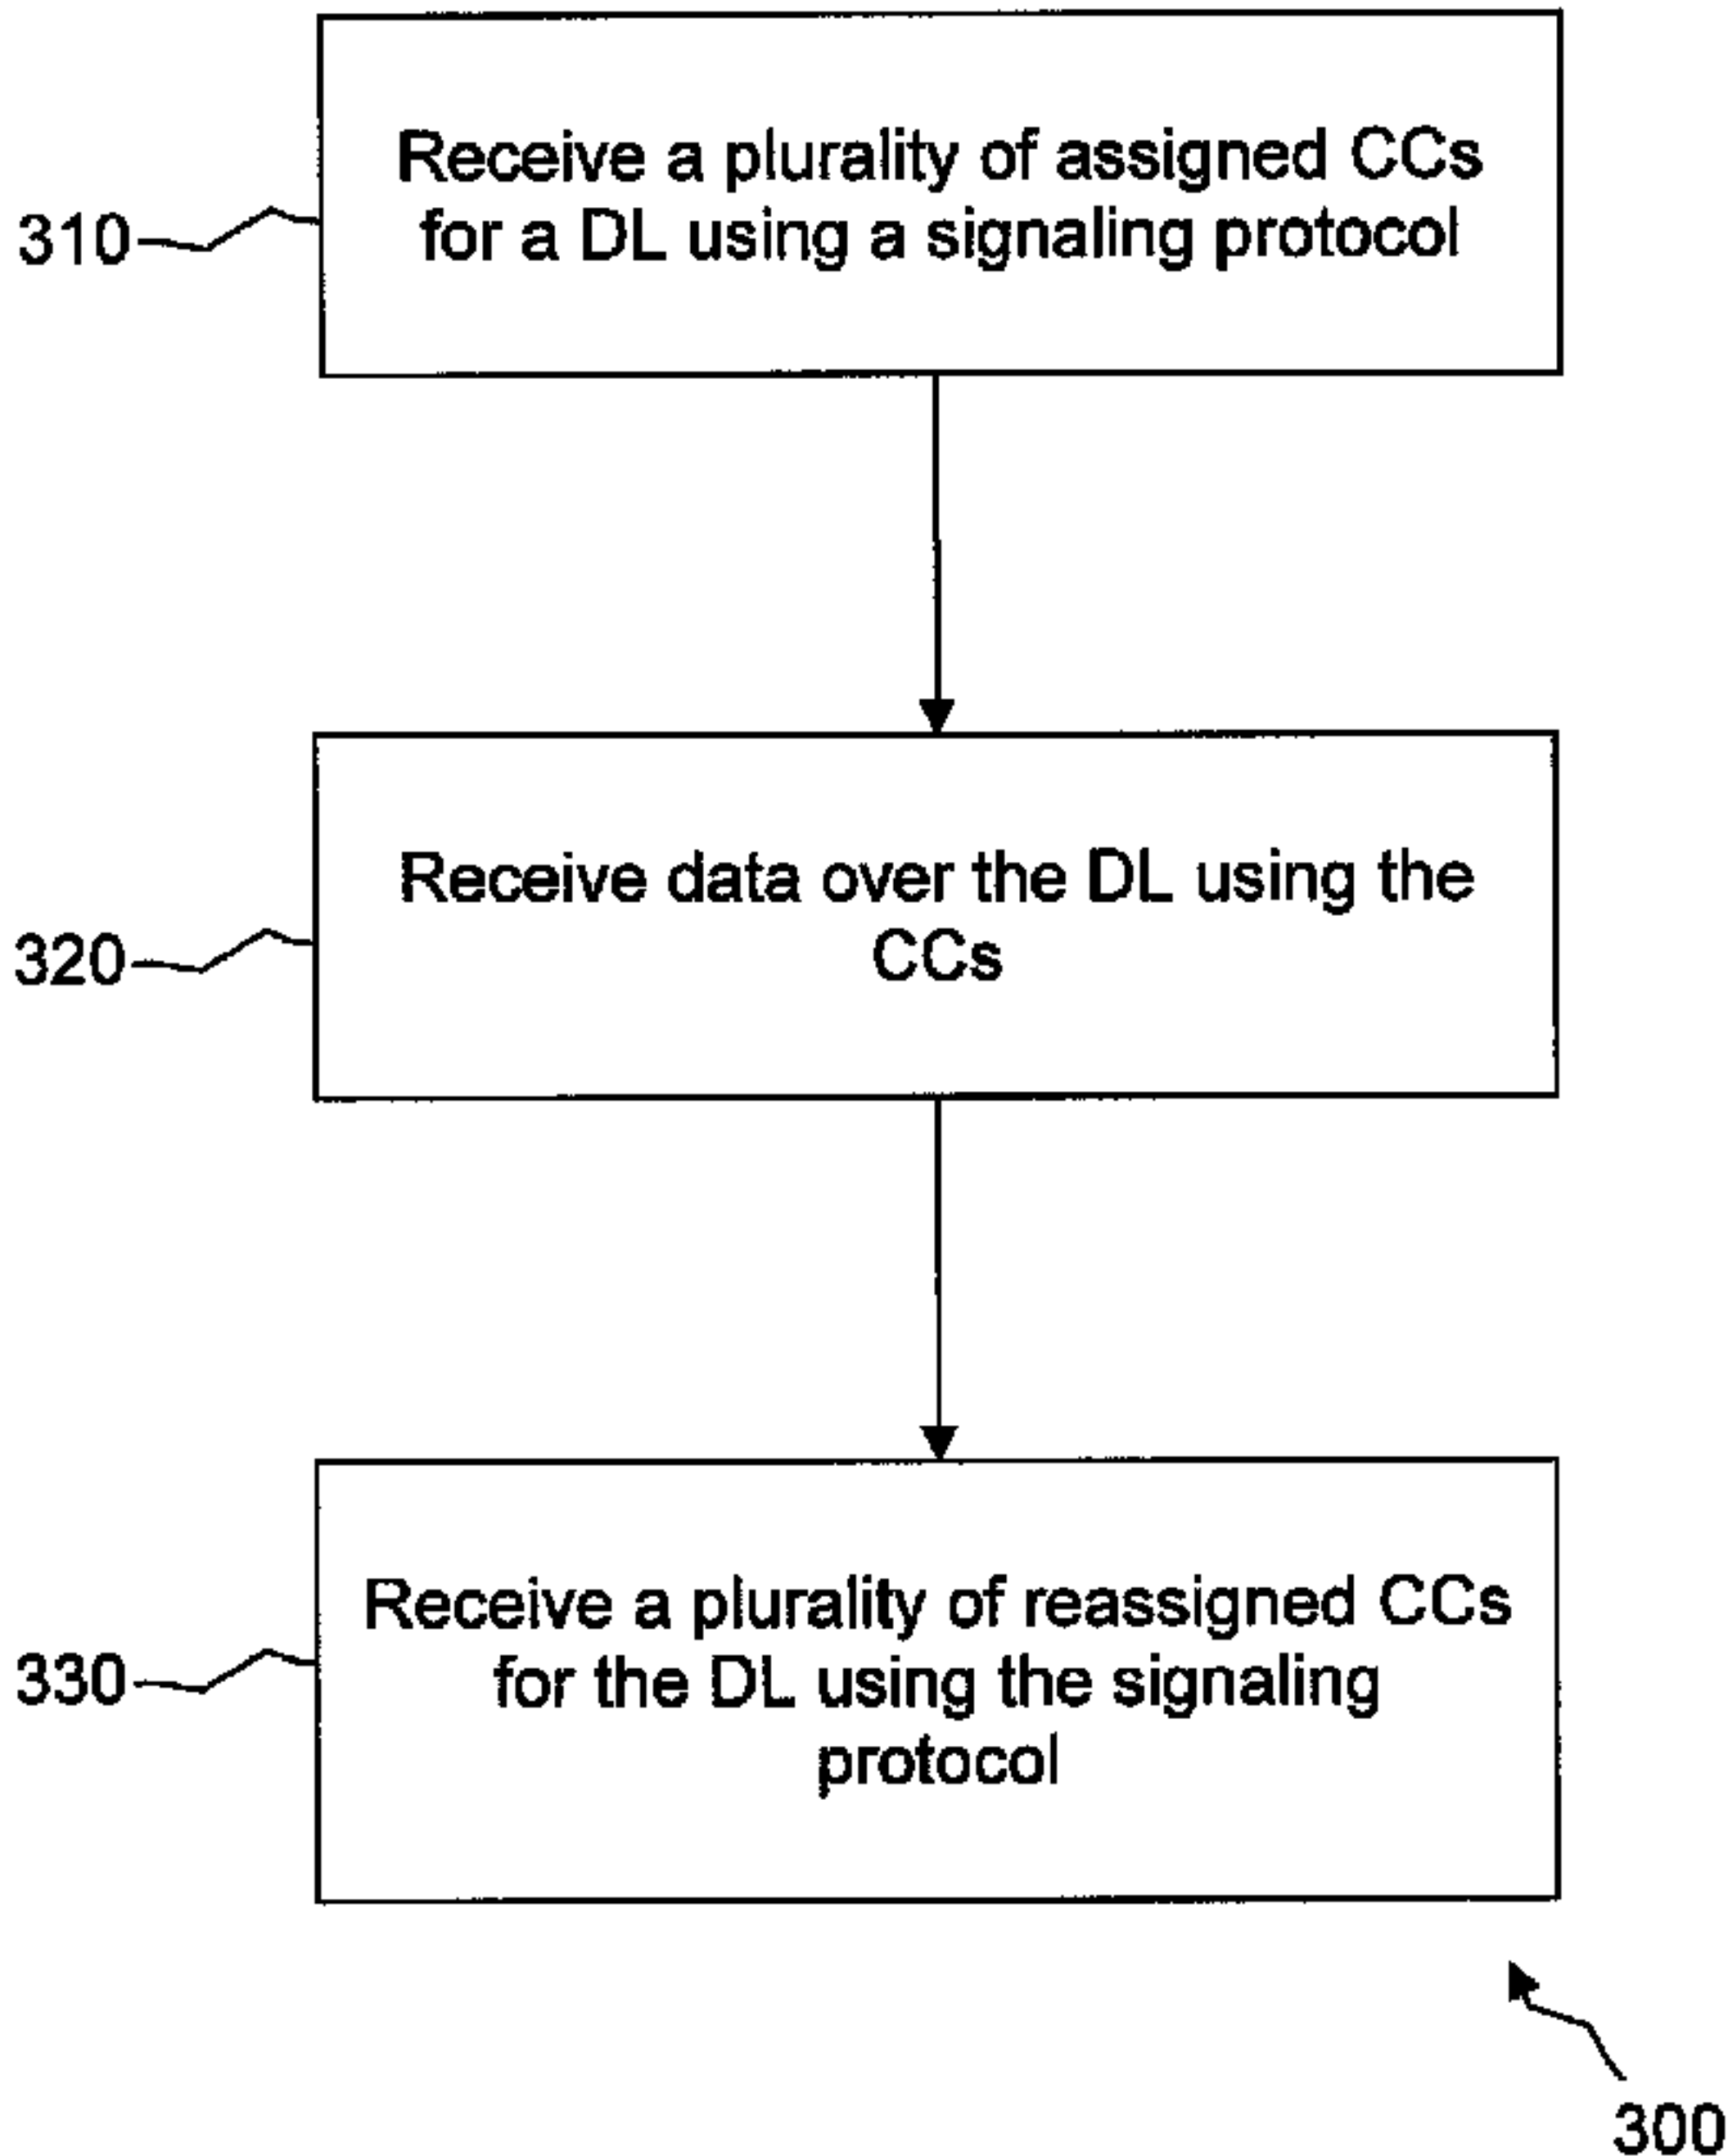 Receive a plurality of assigned CCs
for a DL using a signaling protocol
310
Receive data over the DL using the
CCs
320
Receive a plurality of reassigned CCs
for the DL using the signaling
protocol
330
300